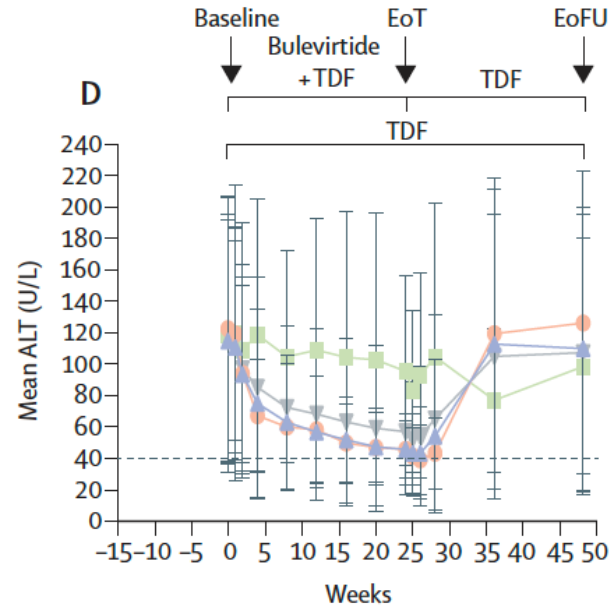 Baseline EoT EoFU
Bulevirtide
+TDF TDF
D
TDF
240
220
200
180
160
140
120
100
80
60
40
20
0
Mean ALT (U/L)
–15 –10 –5 0 5 10 15 20 25 30 35 40 45 50
Weeks